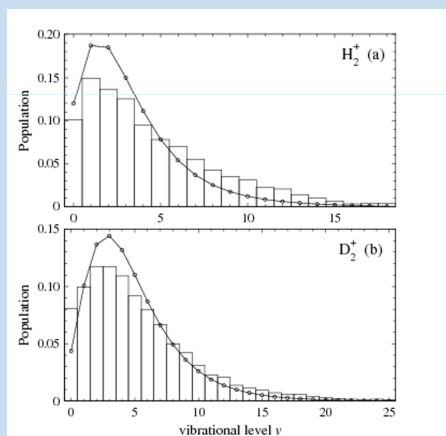 0.20
H₂⁺ (a)
0.15
0.10
0.05
0
Population
0 5 10 15
0.15
D₂⁺ (b)
0.10
0.05
0
Population
0 5 10 15 20 25
vibrational level v